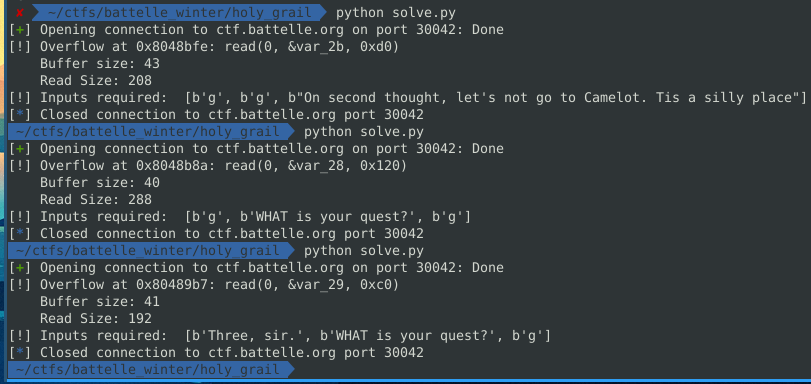 ✘ ~/ctfs/battelle_winter/holy_grail python solve.py
[+] Opening connection to ctf.battelle.org on port 30042: Done
[!] Overflow at 0x8048bfe: read(0, &var_2b, 0xd0)
    Buffer size: 43
    Read Size: 208
[!] Inputs required:  [b'g', b'g', b"On second thought, let's not go to Camelot. Tis a silly place"]
[*] Closed connection to ctf.battelle.org port 30042
~/ctfs/battelle_winter/holy_grail python solve.py
[+] Opening connection to ctf.battelle.org on port 30042: Done
[!] Overflow at 0x8048b8a: read(0, &var_28, 0x120)
    Buffer size: 40
    Read Size: 288
[!] Inputs required:  [b'g', b'WHAT is your quest?', b'g']
[*] Closed connection to ctf.battelle.org port 30042
~/ctfs/battelle_winter/holy_grail python solve.py
[+] Opening connection to ctf.battelle.org on port 30042: Done
[!] Overflow at 0x80489b7: read(0, &var_29, 0xc0)
    Buffer size: 41
    Read Size: 192
[!] Inputs required:  [b'Three, sir.', b'WHAT is your quest?', b'g']
[*] Closed connection to ctf.battelle.org port 30042
~/ctfs/battelle_winter/holy_grail